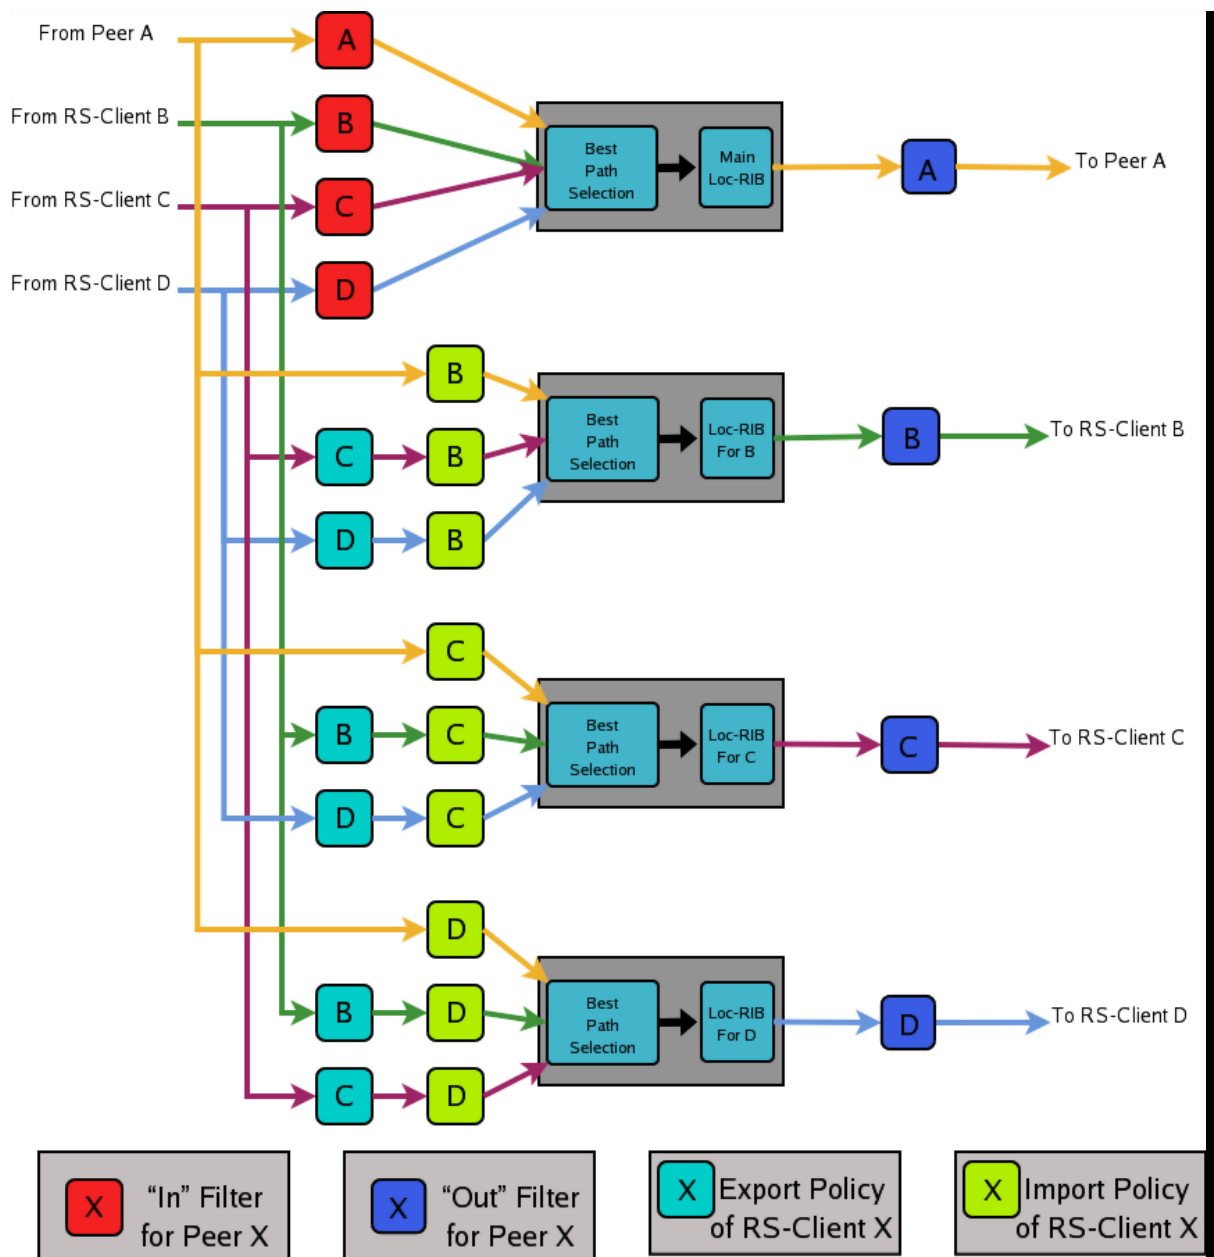 From Peer A
A
From RS-Client B
B
From RS-Client C
C
From RS-Client D
D
Best
Path
Selection
Main
Loc-RIB
A
To Peer A
B
C
B
D
B
Best
Path
Selection
Loc-RIB
For B
B
To RS-Client B
C
B
C
D
C
Best
Path
Selection
Loc-RIB
For C
C
To RS-Client C
D
B
D
C
D
Best
Path
Selection
Loc-RIB
For D
D
To RS-Client D
X
“In” Filter
for Peer X
X
“Out” Filter
for Peer X
X
Export Policy
of RS-Client X
X
Import Policy
of RS-Client X